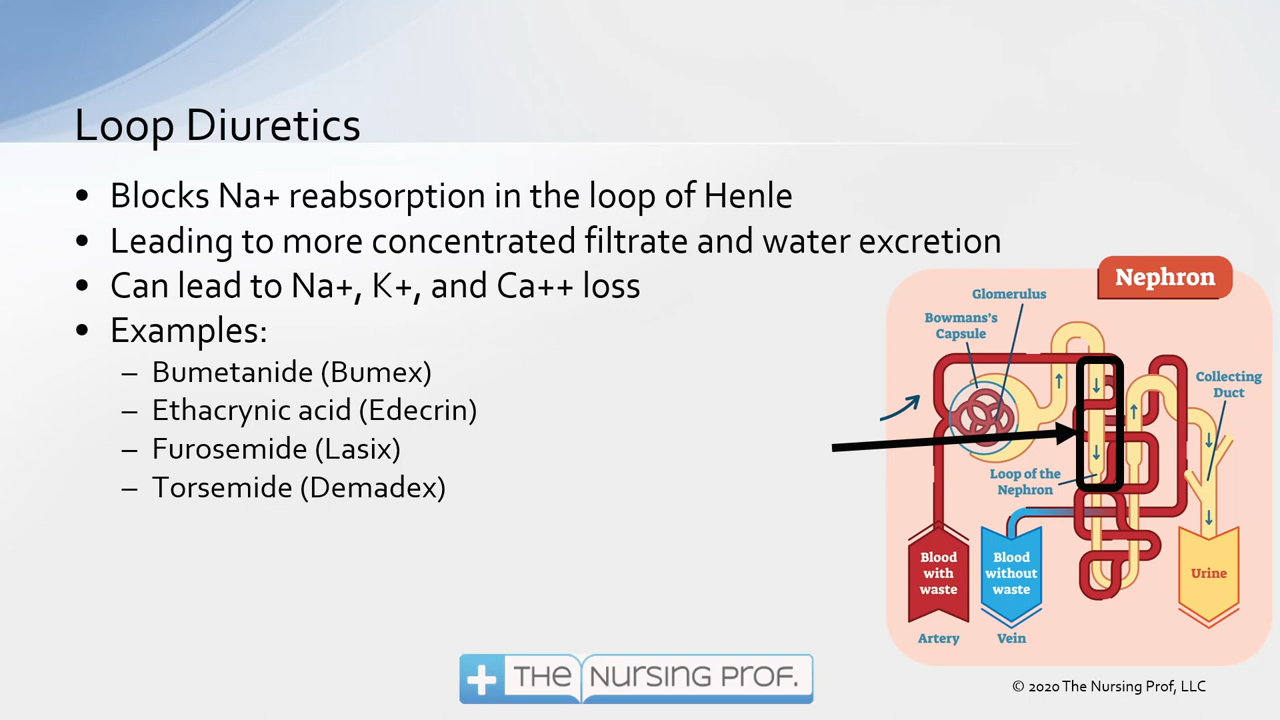 Loop Diuretics
• Blocks Na+ reabsorption in the loop of Henle
• Leading to more concentrated filtrate and water excretion
• Can lead to Na+, K+, and Ca++ loss
• Examples:
– Bumetanide (Bumex)
– Ethacrynic acid (Edecrin)
– Furosemide (Lasix)
– Torsemide (Demadex)
Nephron
Glomerulus
Bowmans's
Capsule
Collecting
Duct
Loop of the
Nephron
Blood
with
waste
Blood
without
waste
Urine
Artery
Vein
THE NURSING PROF.
© 2020 The Nursing Prof, LLC